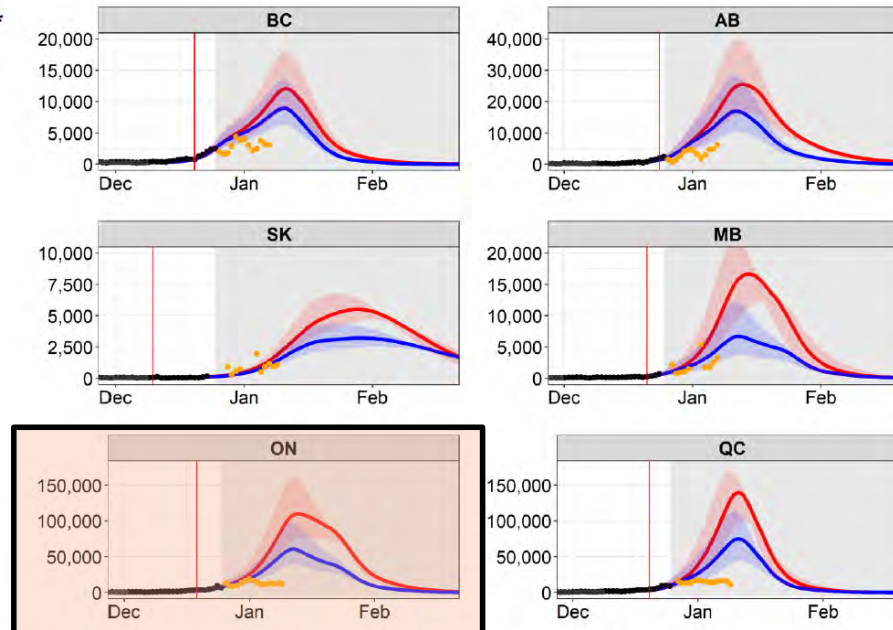 *
BC
20,000
15,000
10,000
5,000
0
Dec Jan Feb
AB
40,000
30,000
20,000
10,000
0
Dec Jan Feb
SK
10,000
7,500
5,000
2,500
0
Dec Jan Feb
MB
20,000
15,000
10,000
5,000
0
Dec Jan Feb
ON
150,000
100,000
50,000
0
Dec Jan Feb
QC
150,000
100,000
50,000
0
Dec Jan Feb